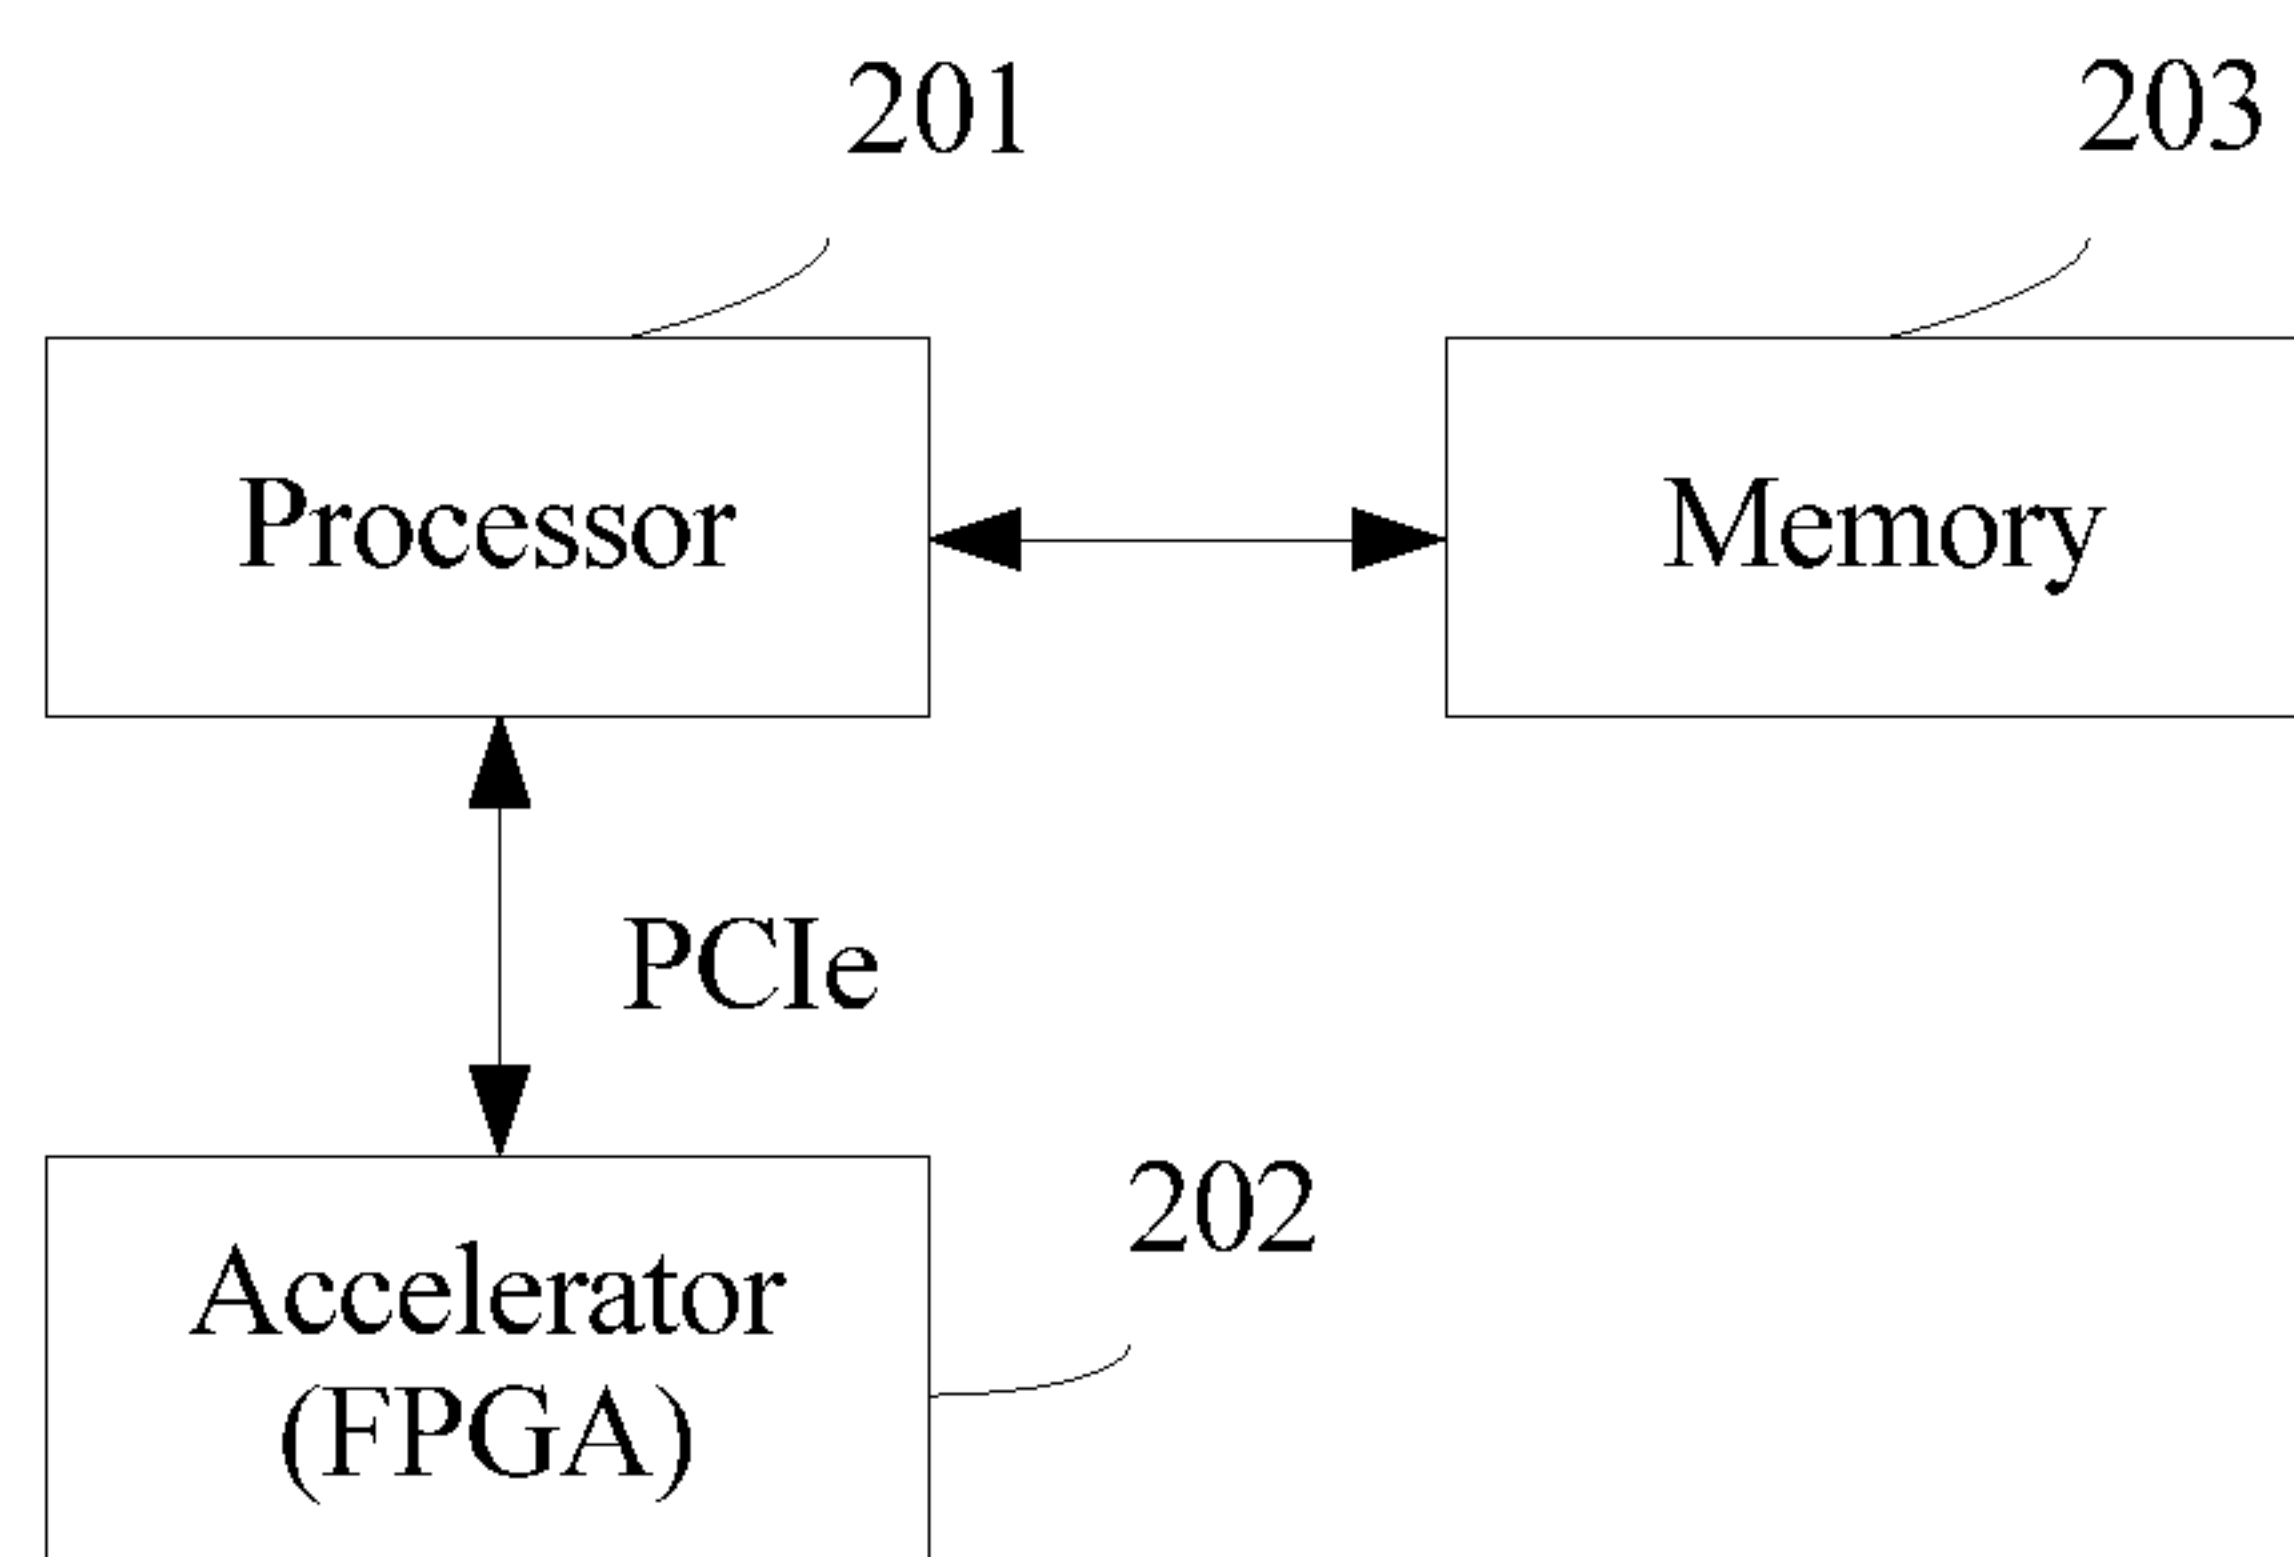 201
203
Processor
Memory
PCIe
202
Accelerator
(FPGA)